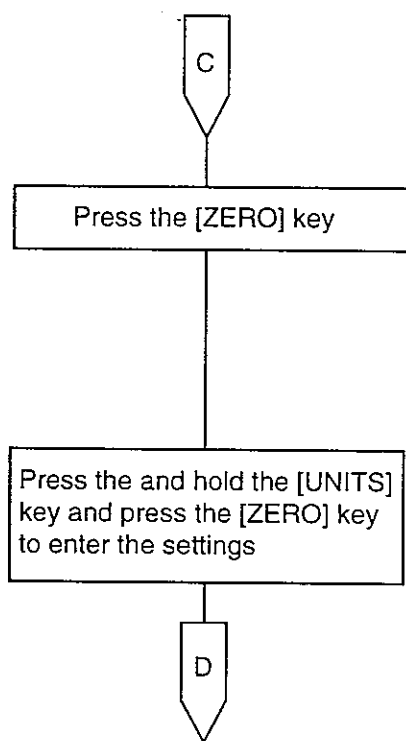 C
Press the [ZERO] key
Press the and hold the [UNITS]
key and press the [ZERO] key
to enter the settings
D